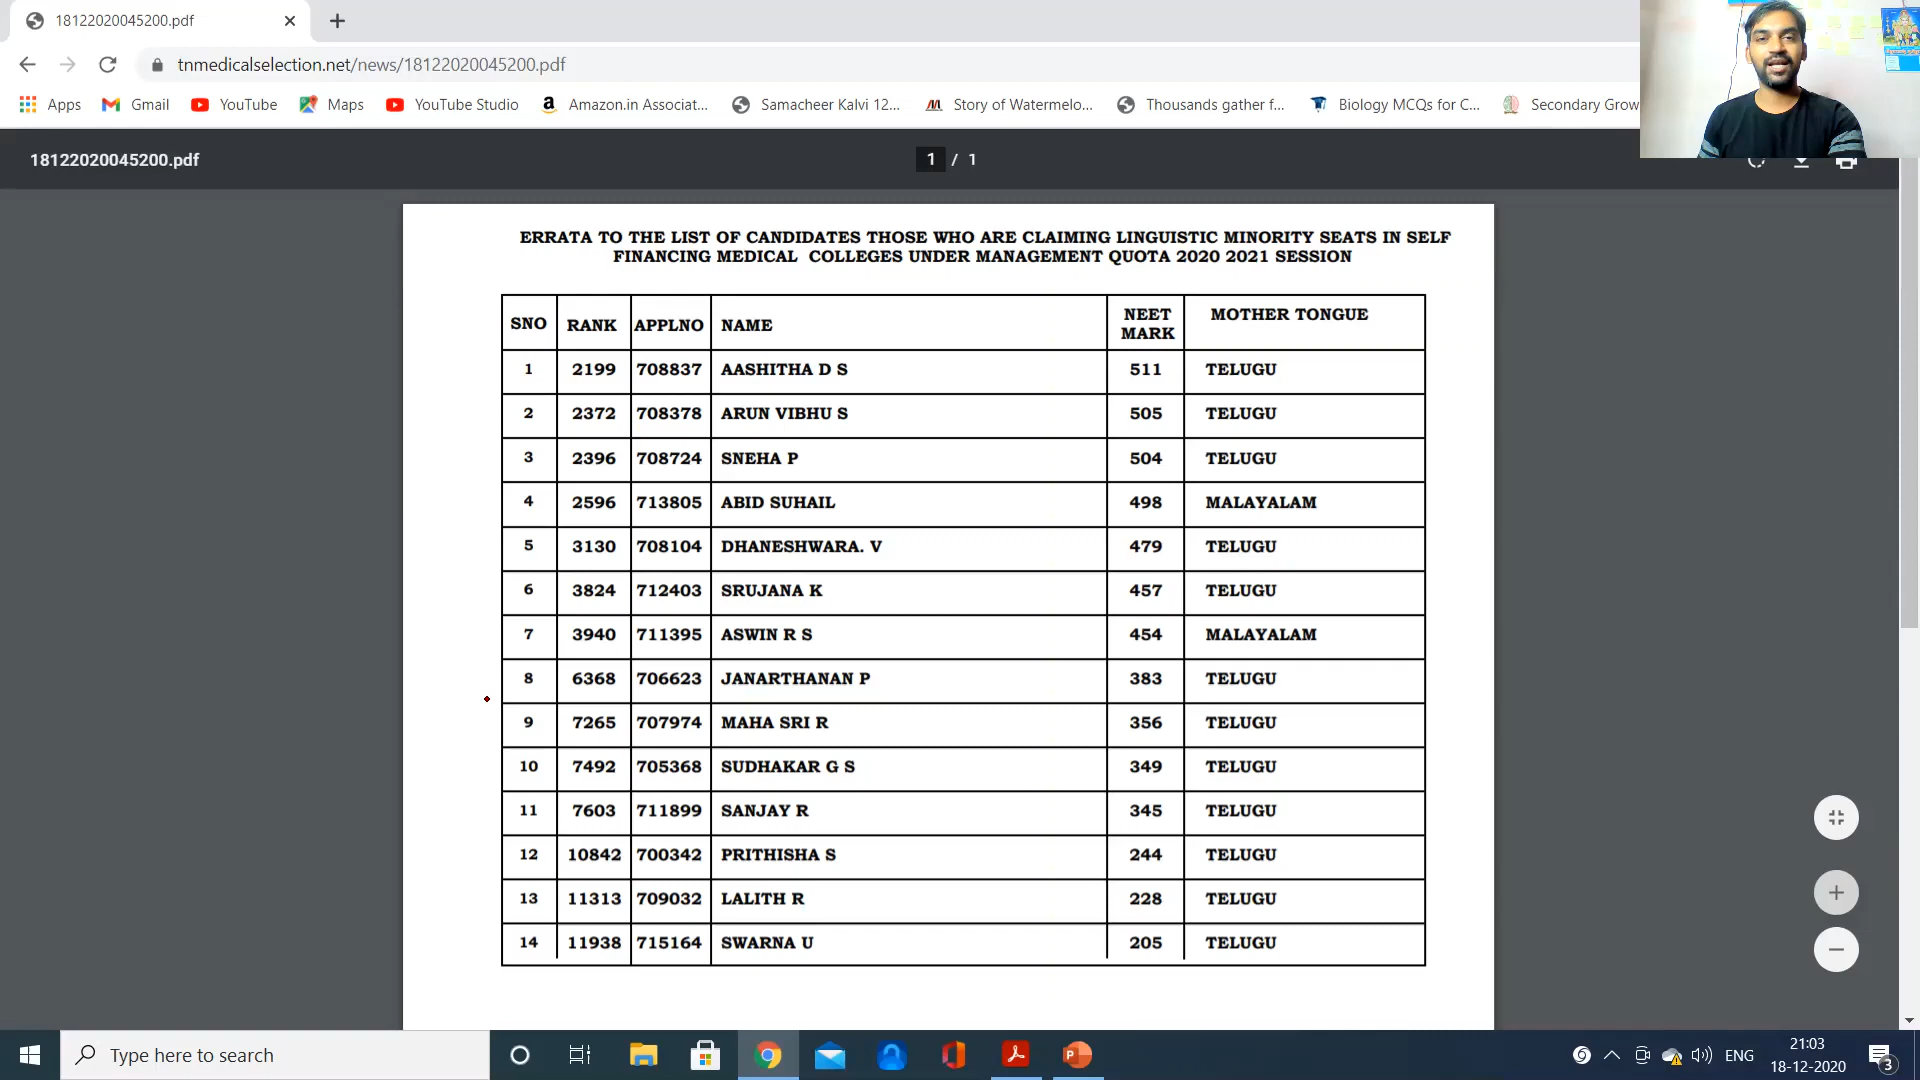 18122020045200.pdf
tnmedicalselection.net/news/18122020045200.pdf
Apps Gmail YouTube Maps YouTube Studio Amazon.in Associat... Samacheer Kalvi 12... Story of Watermelo... Thousands gather f... Biology MCQs for C... Secondary Grow
18122020045200.pdf 1 / 1
ERRATA TO THE LIST OF CANDIDATES THOSE WHO ARE CLAIMING LINGUISTIC MINORITY SEATS IN SELF
FINANCING MEDICAL COLLEGES UNDER MANAGEMENT QUOTA 2020 2021 SESSION
SNO RANK APPLNO NAME NEET MARK MOTHER TONGUE
1 2199 708837 AASHITHA D S 511 TELUGU
2 2372 708378 ARUN VIBHU S 505 TELUGU
3 2396 708724 SNEHA P 504 TELUGU
4 2596 713805 ABID SUHAIL 498 MALAYALAM
5 3130 708104 DHANESHWARA. V 479 TELUGU
6 3824 712403 SRUJANA K 457 TELUGU
7 3940 711395 ASWIN R S 454 MALAYALAM
8 6368 706623 JANARTHANAN P 383 TELUGU
9 7265 707974 MAHA SRI R 356 TELUGU
10 7492 705368 SUDHAKAR G S 349 TELUGU
11 7603 711899 SANJAY R 345 TELUGU
12 10842 700342 PRITHISHA S 244 TELUGU
13 11313 709032 LALITH R 228 TELUGU
14 11938 715164 SWARNA U 205 TELUGU
Type here to search ENG 21:03
18-12-2020 3